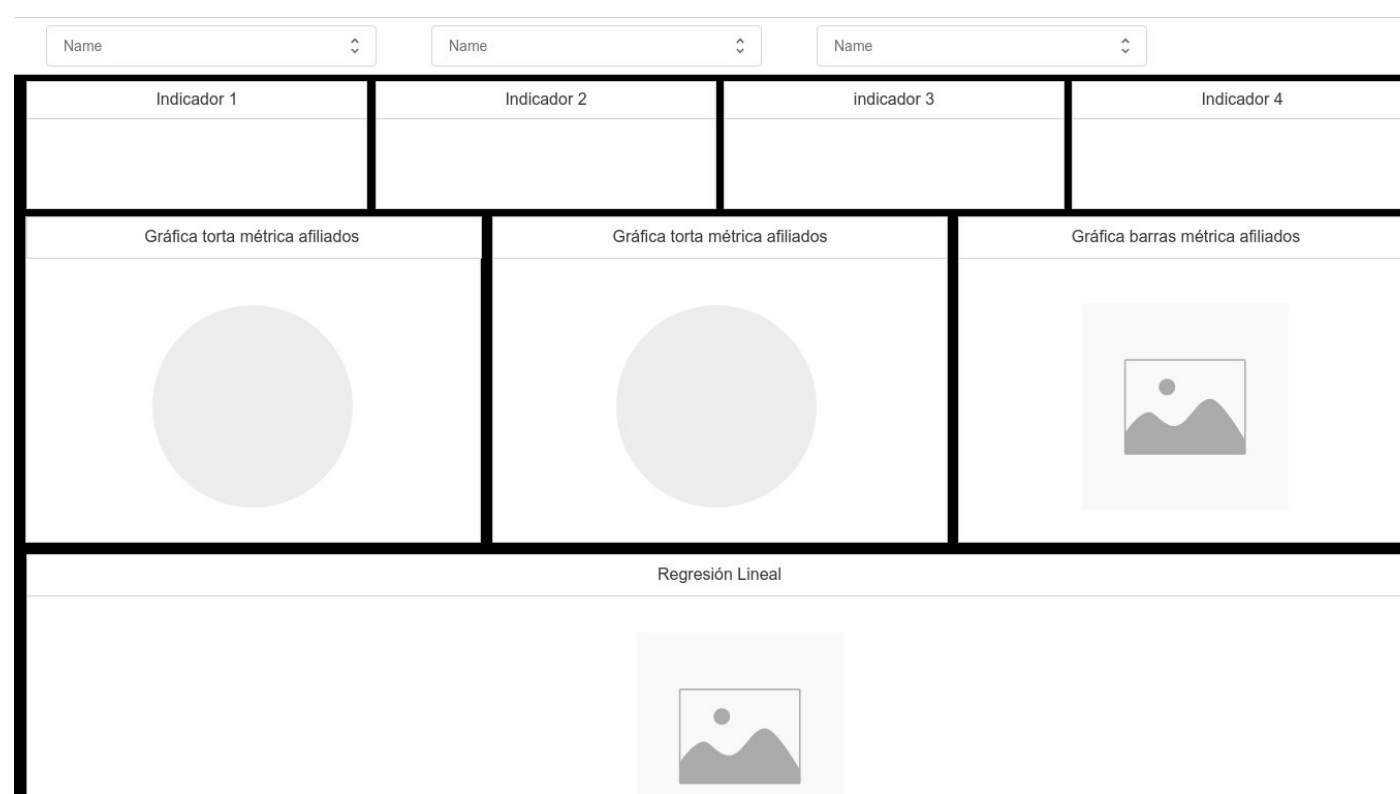 Name
Name
Name
Indicador 1
Indicador 2
indicador 3
Indicador 4
Gráfica torta métrica afiliados
Gráfica torta métrica afiliados
Gráfica barras métrica afiliados
Regresión Lineal